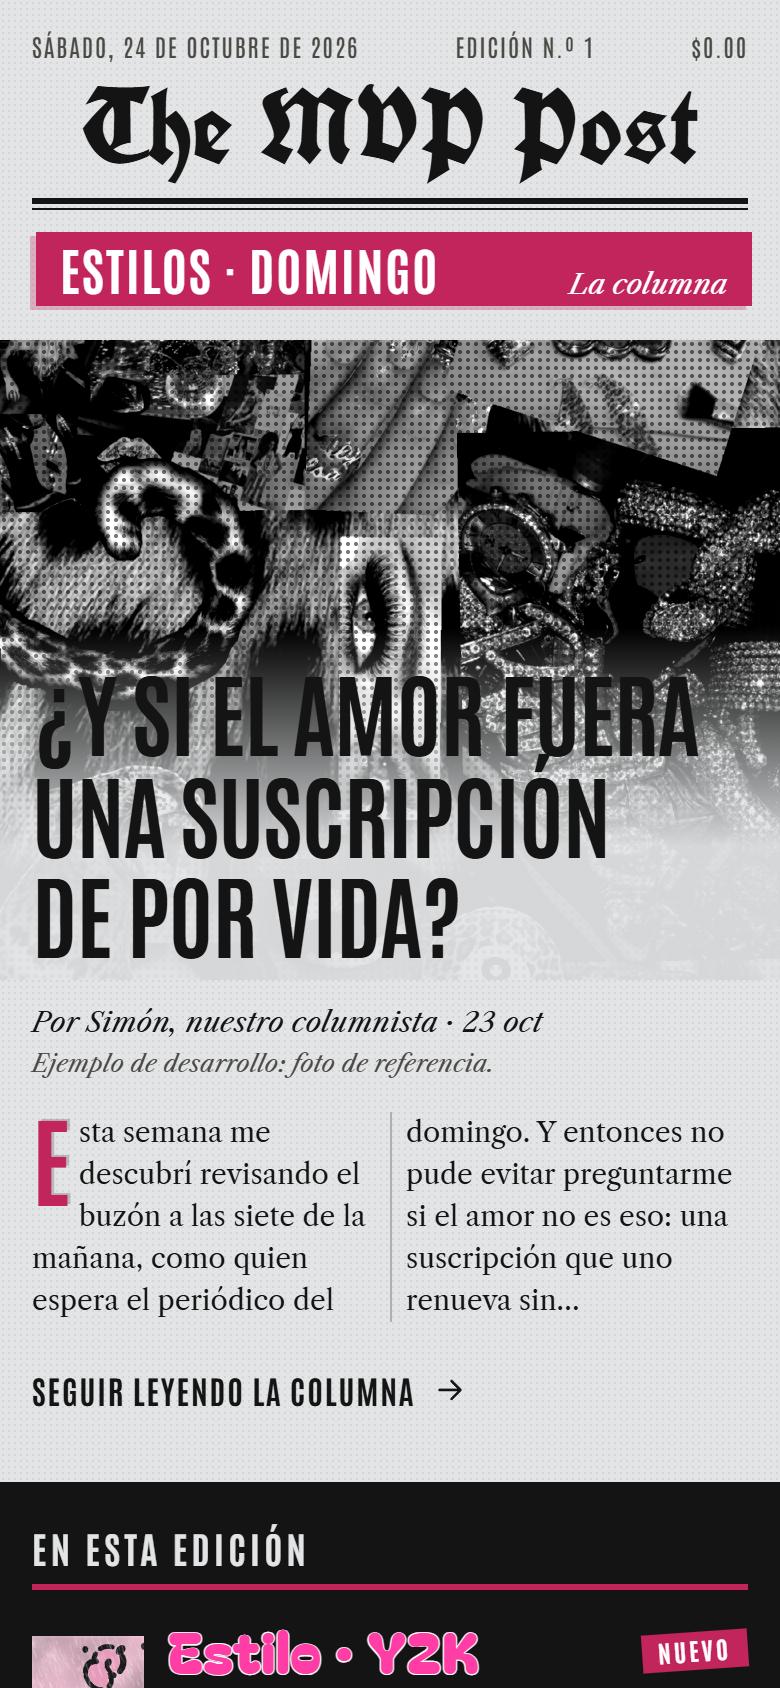 SÁBADO, 24 DE OCTUBRE DE 2026 EDICIÓN N.º 1 $0.00
The MVP Post
ESTILOS · DOMINGO La columna
¿Y SI EL AMOR FUERA
UNA SUSCRIPCIÓN
DE POR VIDA?
Por Simón, nuestro columnista · 23 oct
Ejemplo de desarrollo: foto de referencia.
Esta semana me
descubrí revisando el
buzón a las siete de la
mañana, como quien
espera el periódico del
domingo. Y entonces no
pude evitar preguntarme
si el amor no es eso: una
suscripción que uno
renueva sin...
SEGUIR LEYENDO LA COLUMNA →
EN ESTA EDICIÓN
Estilo · Y2K NUEVO